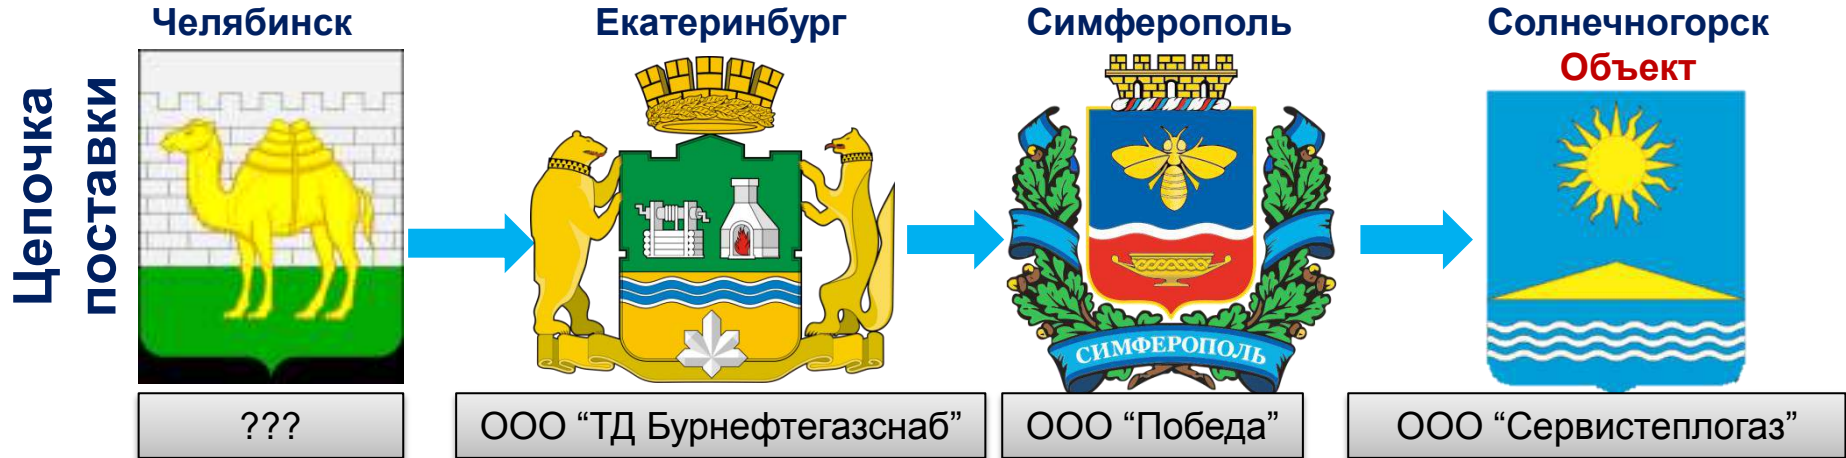 Цепочка
поставки
Челябинск
???
Екатеринбург
ООО “ТД Бурнефтегазснаб”
Симферополь
СИМФЕРОПОЛЬ
ООО “Победа”
Солнечногорск
Объект
ООО “Сервистеплогаз”